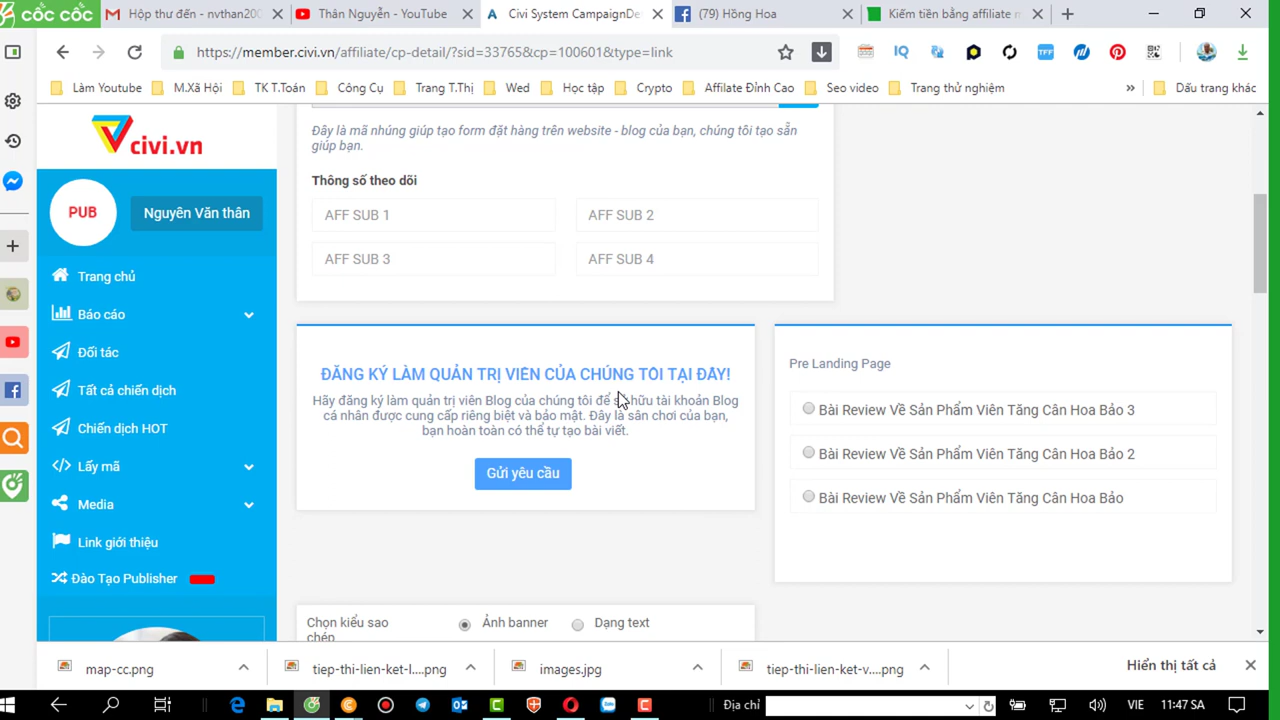 cốc cốc
Hộp thư đến - nvthan200
Thân Nguyễn - YouTube
Civi System CampaignDe
(79) Hồng Hoa
Kiếm tiền bằng affiliate m
https://member.civi.vn/affiliate/cp-detail/?sid=33765&cp=100601&type=link
IQ
TFF
Làm Youtube
M.Xã Hội
TK T.Toán
Công Cụ
Trang T.Thị
Wed
Học tập
Crypto
Affilate Đỉnh Cao
Seo video
Trang thử nghiệm
»
Dấu trang khác
civi.vn
PUB
Nguyên Văn thân
Trang chủ
Báo cáo
Đối tác
Tất cả chiến dịch
Chiến dịch HOT
Lấy mã
Media
Link giới thiệu
Đào Tạo Publisher
Đây là mã nhúng giúp tạo form đặt hàng trên website - blog của bạn, chúng tôi tạo sẵn
giúp bạn.
Thông số theo dõi
AFF SUB 1
AFF SUB 2
AFF SUB 3
AFF SUB 4
ĐĂNG KÝ LÀM QUẢN TRỊ VIÊN CỦA CHÚNG TÔI TẠI ĐÂY!
Hãy đăng ký làm quản trị viên Blog của chúng tôi để sở hữu tài khoản Blog
cá nhân được cung cấp riêng biệt và bảo mật. Đây là sân chơi của bạn,
bạn hoàn toàn có thể tự tạo bài viết.
Gửi yêu cầu
Pre Landing Page
Bài Review Về Sản Phẩm Viên Tăng Cân Hoa Bảo 3
Bài Review Về Sản Phẩm Viên Tăng Cân Hoa Bảo 2
Bài Review Về Sản Phẩm Viên Tăng Cân Hoa Bảo
Chọn kiểu sao
chép
Ảnh banner
Dạng text
map-cc.png
tiep-thi-lien-ket-l....png
images.jpg
tiep-thi-lien-ket-v....png
Hiển thị tất cả
Địa chỉ
VIE
11:47 SA